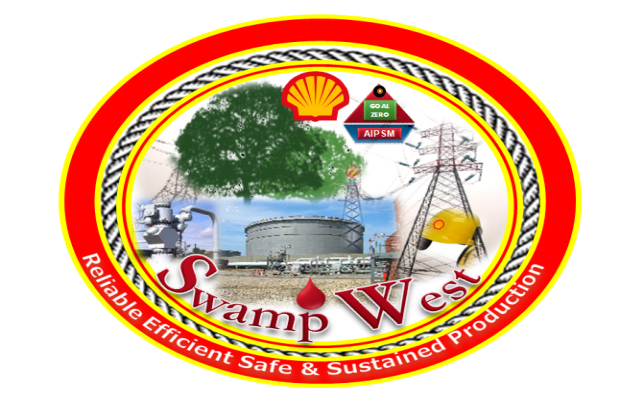 GOAL
ZERO
AIPSM
Swamp West
Reliable Efficient Safe & Sustained Production